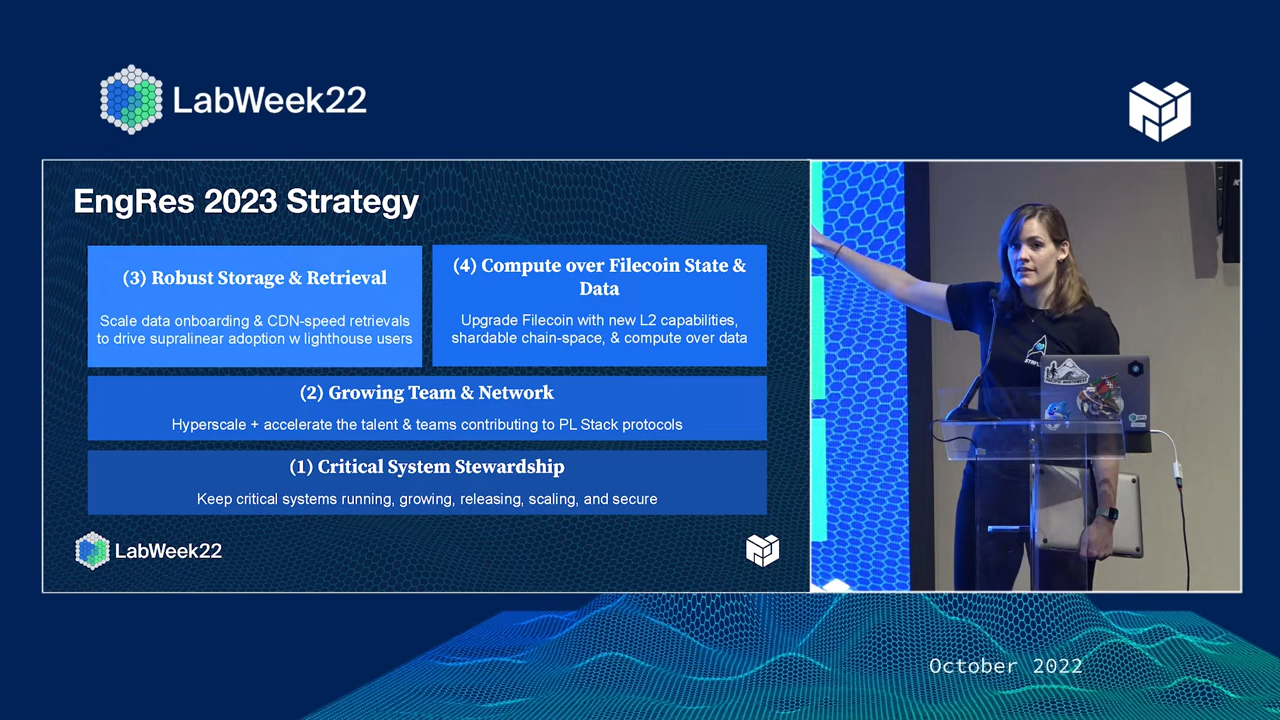 LabWeek22
EngRes 2023 Strategy
(3) Robust Storage & Retrieval
Scale data onboarding & CDN-speed retrievals
to drive supralinear adoption w lighthouse users
(4) Compute over Filecoin State &
Data
Upgrade Filecoin with new L2 capabilities,
shardable chain-space, & compute over data
(2) Growing Team & Network
Hyperscale + accelerate the talent & teams contributing to PL Stack protocols
(1) Critical System Stewardship
Keep critical systems running, growing, releasing, scaling, and secure
LabWeek22
October 2022